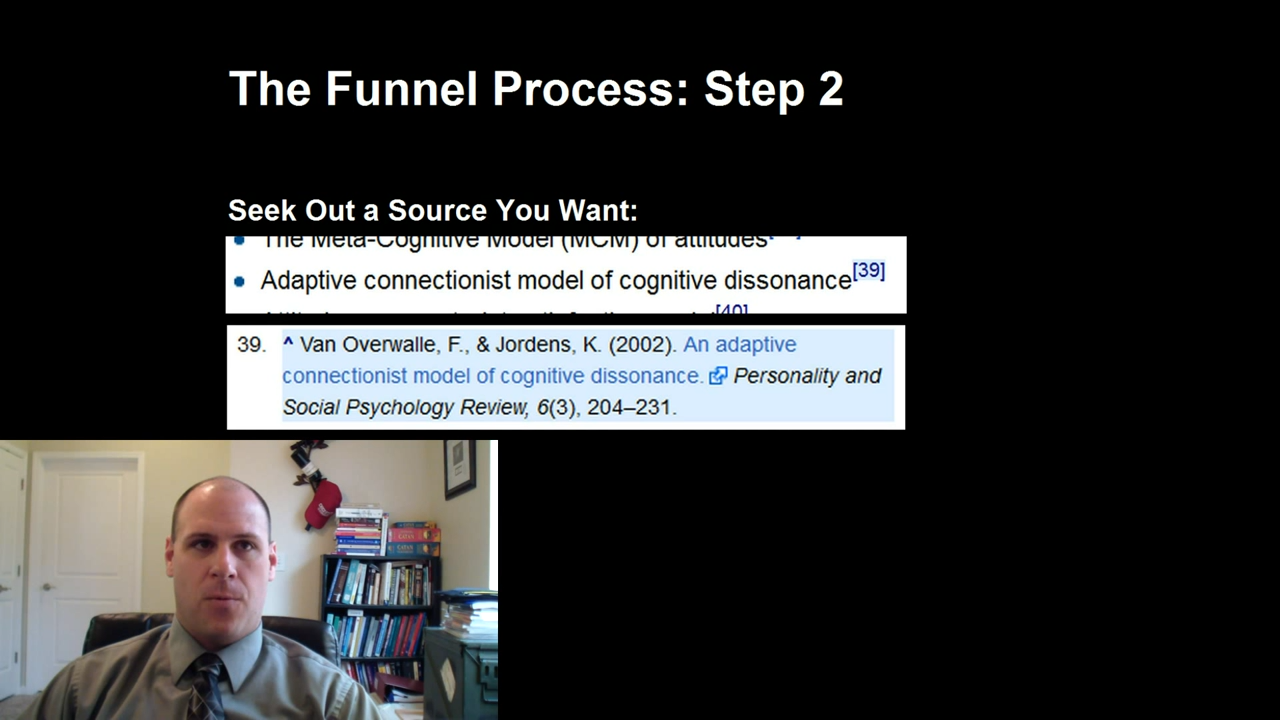 The Funnel Process: Step 2
Seek Out a Source You Want:
The Meta-Cognitive Model (MCM) of attitudes
Adaptive connectionist model of cognitive dissonance[39]
[40]
39. ^ Van Overwalle, F., & Jordens, K. (2002). An adaptive
connectionist model of cognitive dissonance. Personality and
Social Psychology Review, 6(3), 204–231.